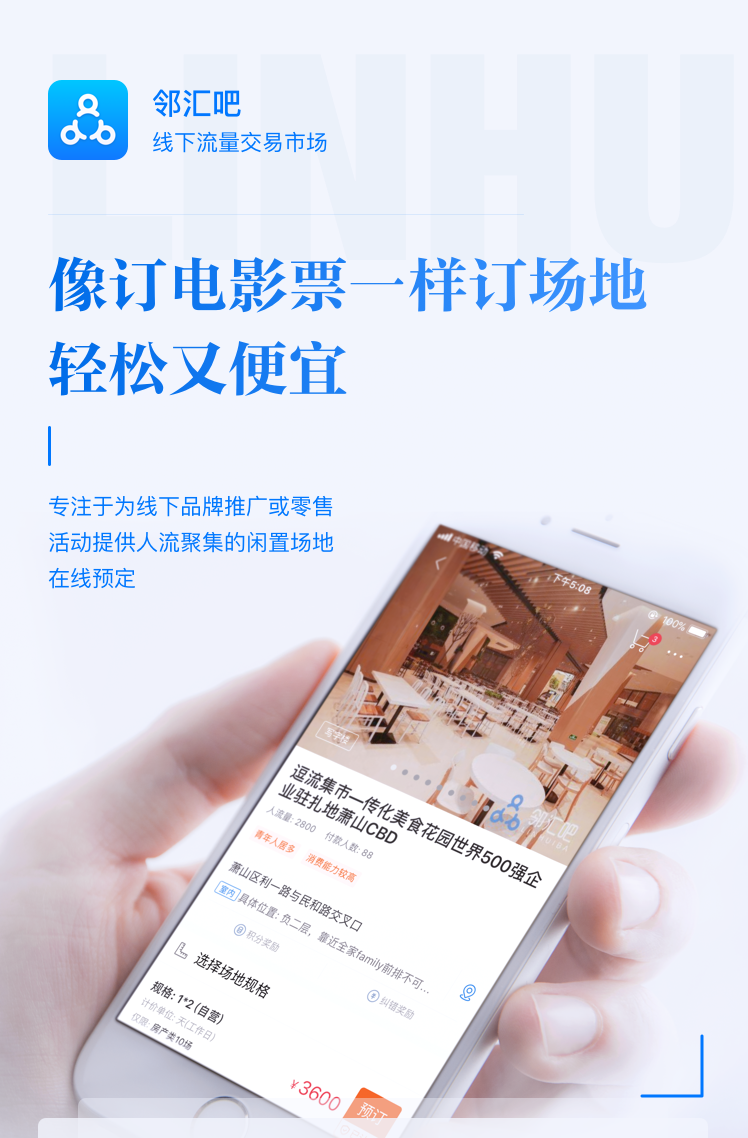 LINHU
邻汇吧
线下流量交易市场
像订电影票一样订场地
轻松又便宜
专注于为线下品牌推广或零售
活动提供人流聚集的闲置场地
在线预定
中国移动
下午5:08
100%
3
写字楼
邻汇吧
逗流集市—传化美食花园世界500强企
业驻扎地萧山CBD
人流量: 2800 付款人数: 88
青年人居多 消费能力较高
萧山区利一路与民和路交叉口
室内 具体位置: 负二层，靠近全家family前排不可...
积分奖励 纠错奖励
选择场地规格
规格: 1*2 (自营)
计价单位: 天(工作日)
仅限: 房产类10场
¥3600
预订